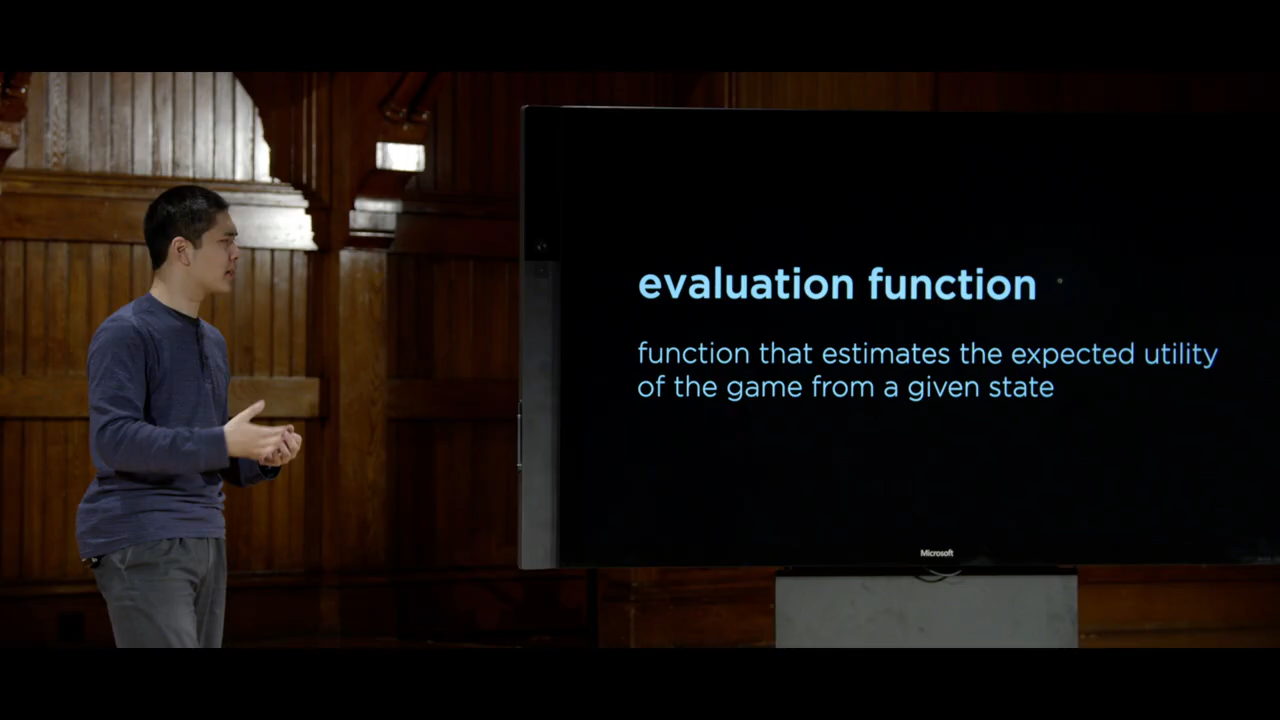 evaluation function
function that estimates the expected utility
of the game from a given state
Microsoft